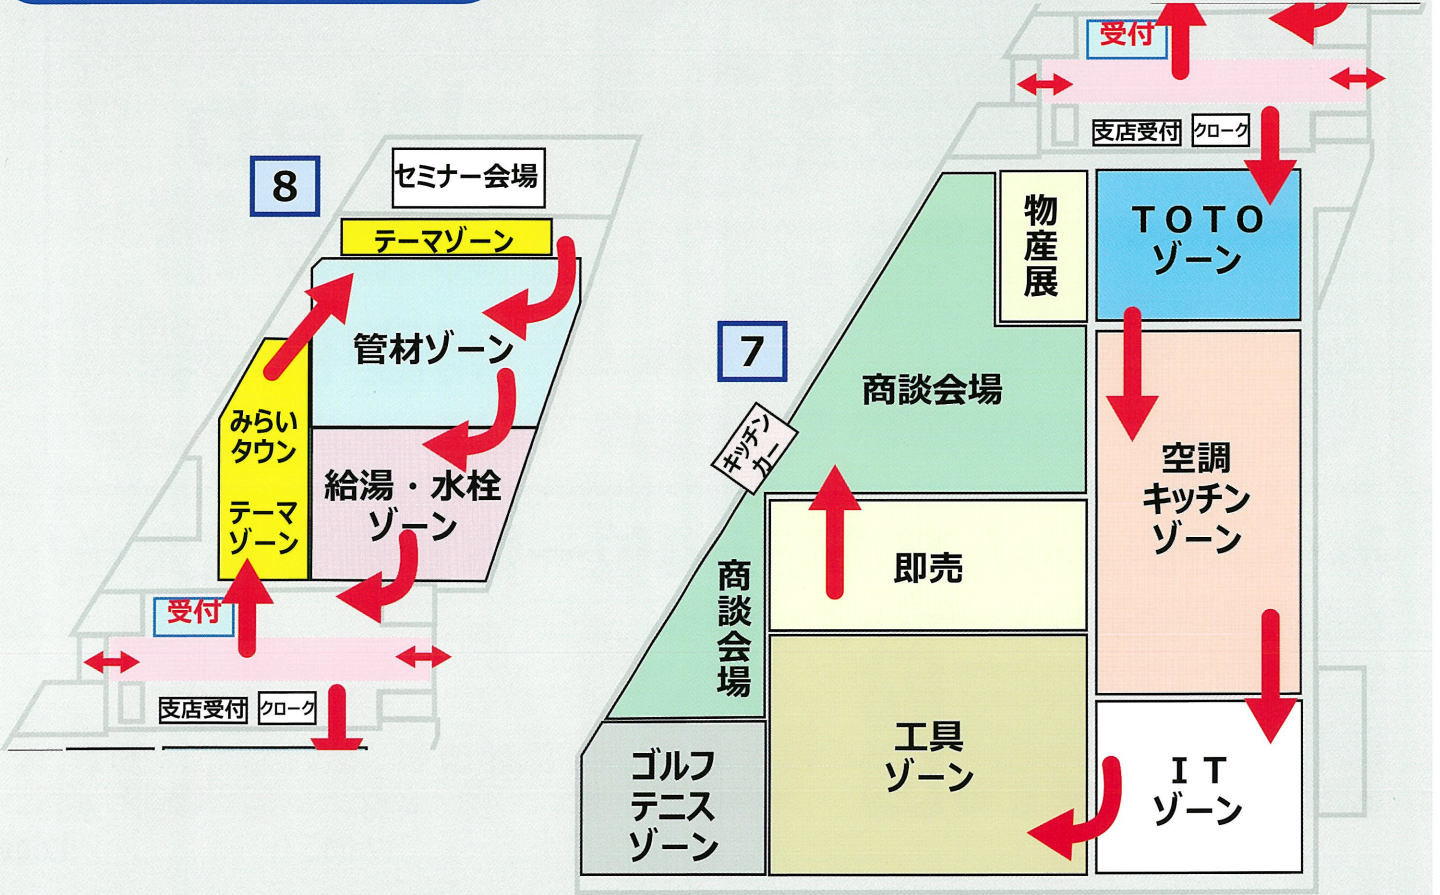 8
セミナー会場
テーマゾーン
管材ゾーン
みらい
タウン
テーマ
ゾーン
給湯・水栓
ゾーン
受付
支店受付
クローク
受付
支店受付
クローク
7
物産展
TOTO
ゾーン
商談会場
キッチン
カー
空調
キッチン
ゾーン
即売
商談会場
工具
ゾーン
IT
ゾーン
ゴルフ
テニス
ゾーン